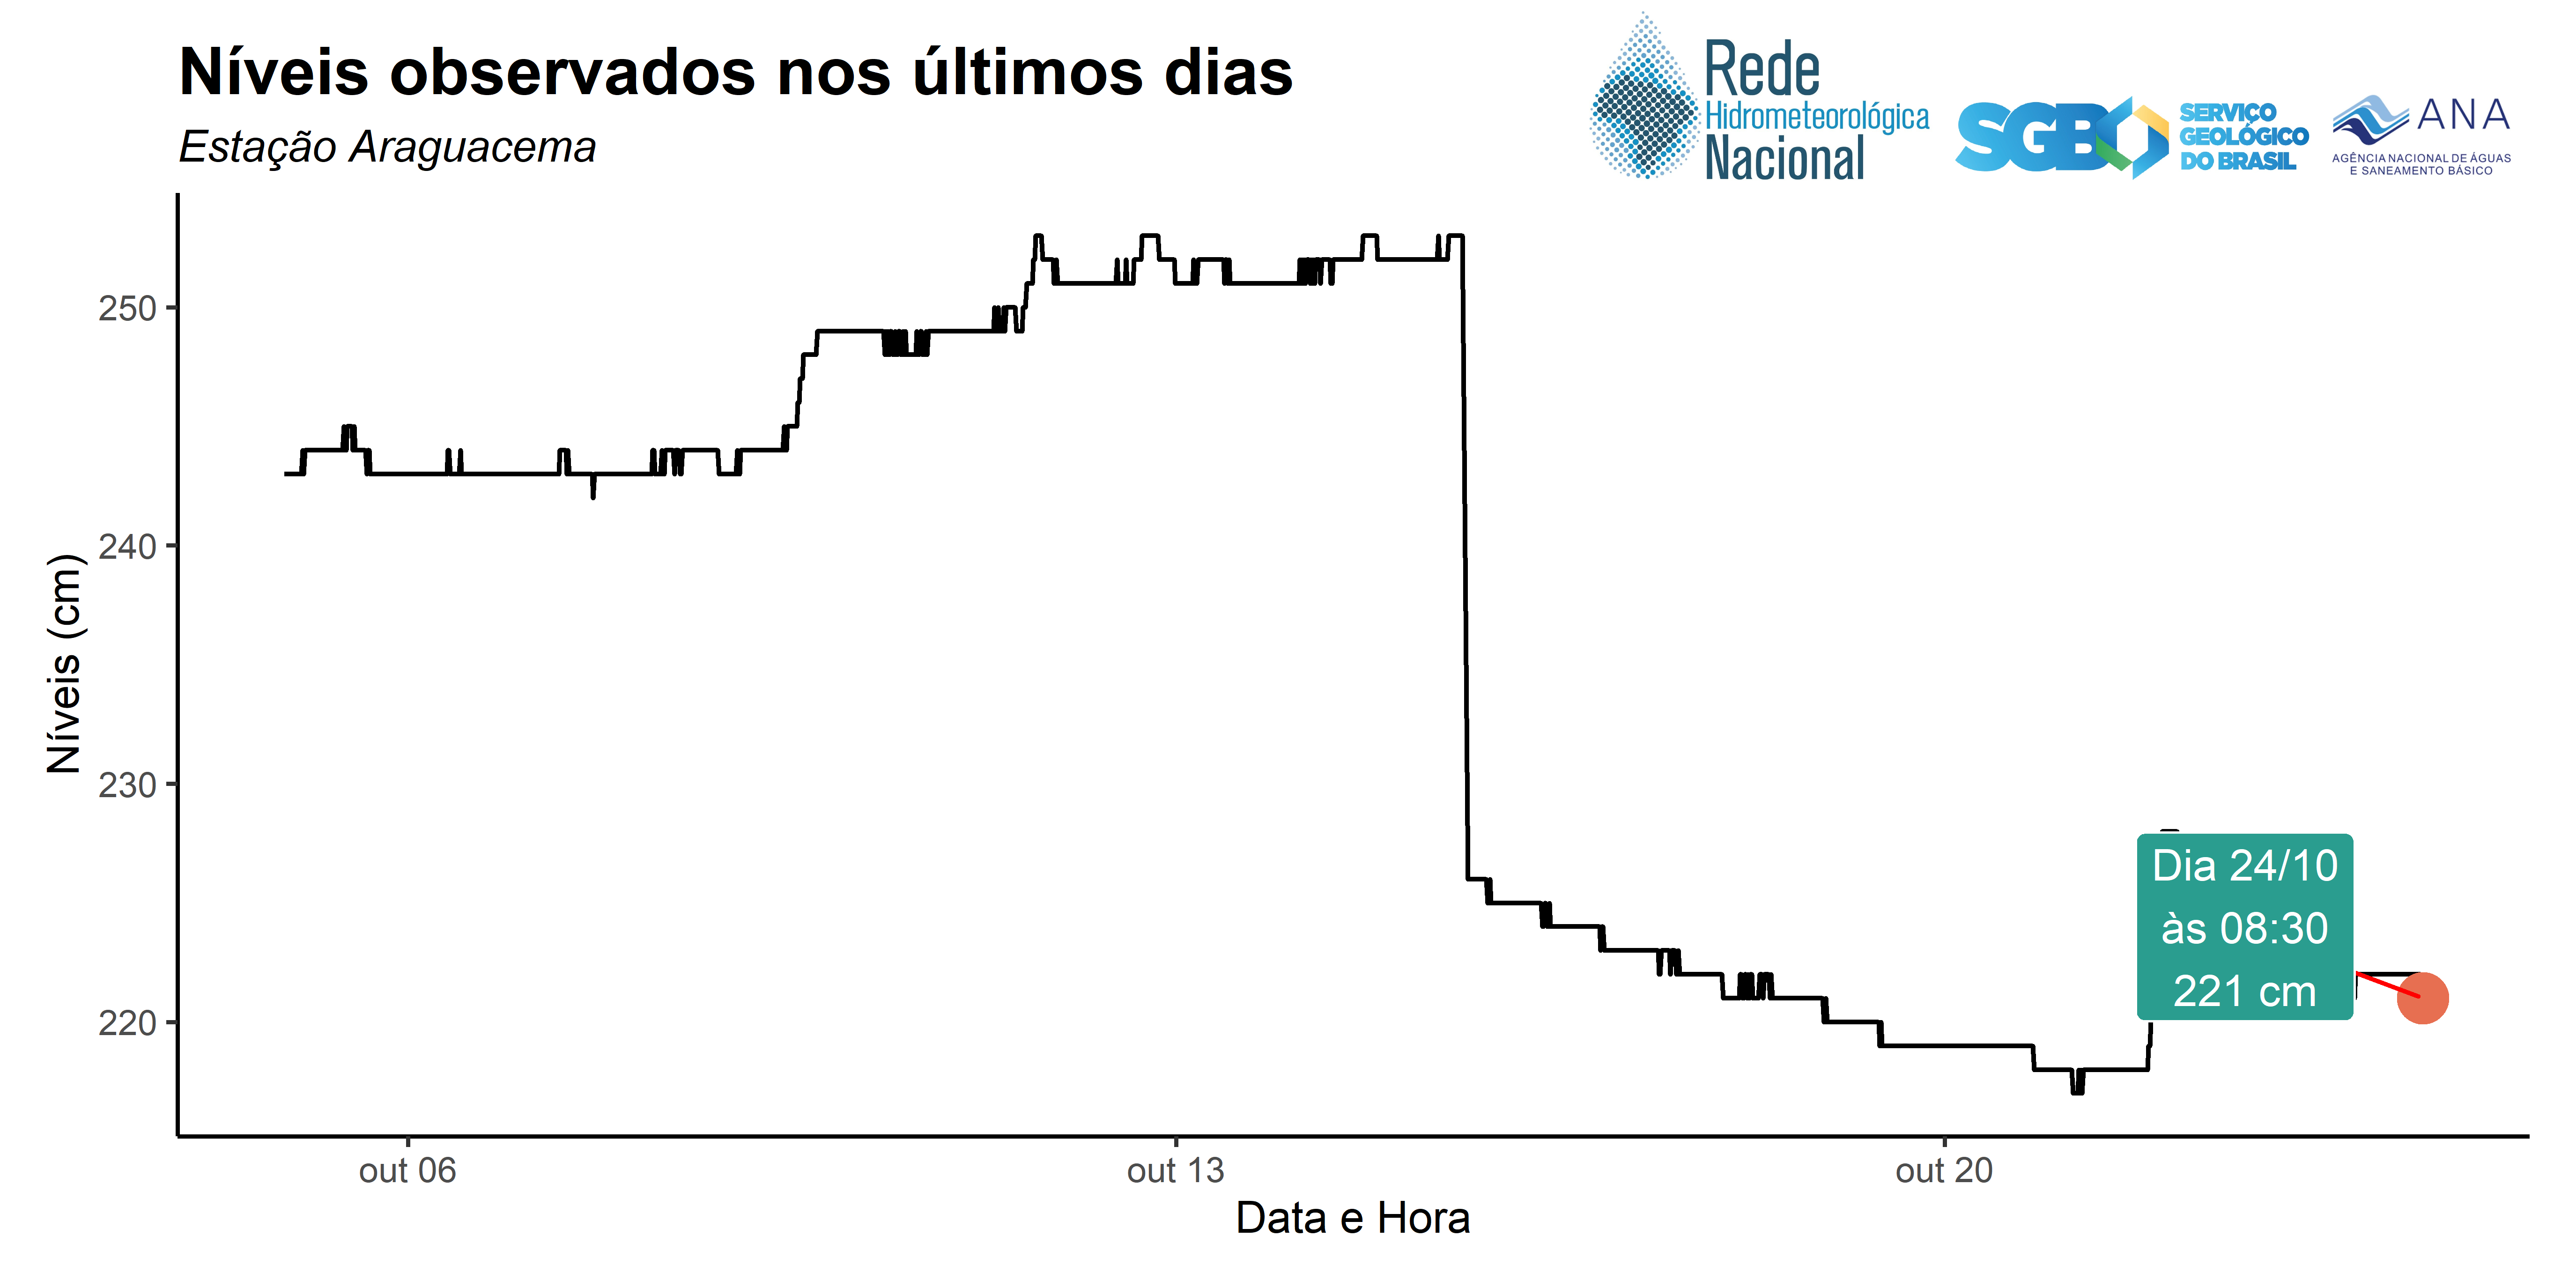 Níveis observados nos últimos dias
Estação Araguacema
Rede
Hidrometeorológica
Nacional
SGB
SERVIÇO
GEOLÓGICO
DO BRASIL
ANA
AGÊNCIA NACIONAL DE ÁGUAS
E SANEAMENTO BÁSICO
Níveis (cm)
250
240
230
220
Dia 24/10
às 08:30
221 cm
out 06
out 13
out 20
Data e Hora